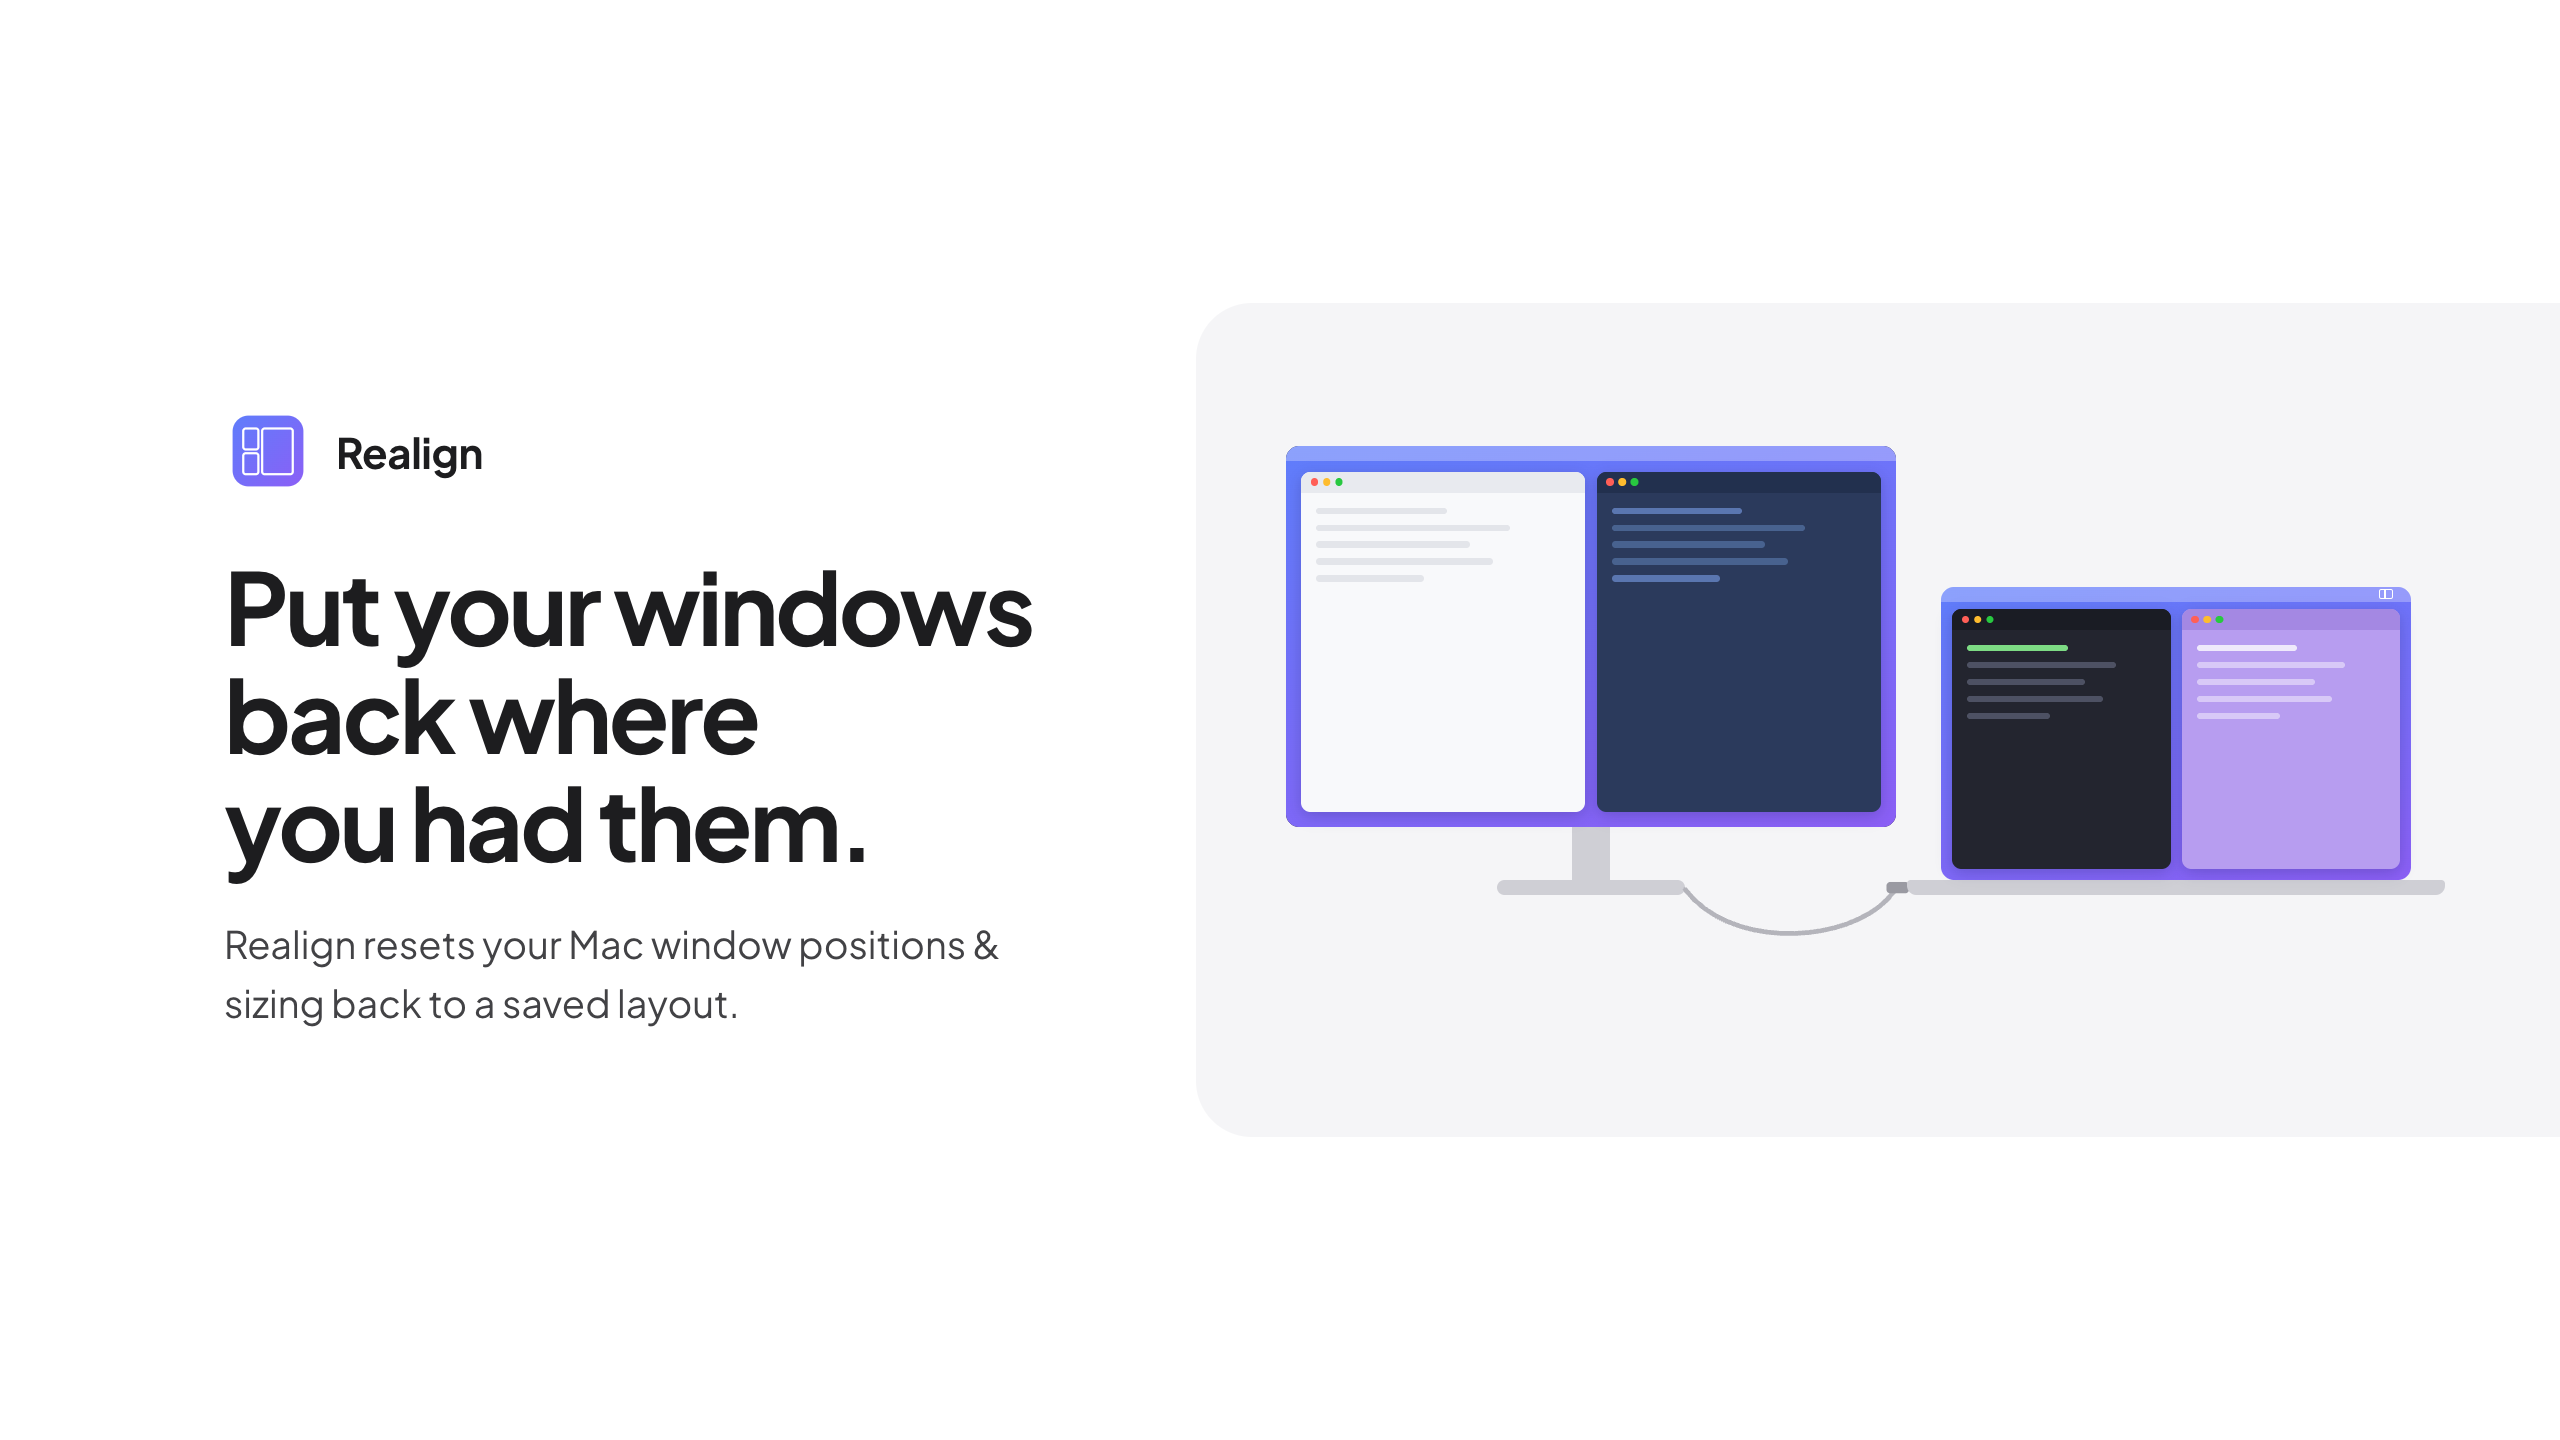 Realign
Put your windows
back where
you had them.
Realign resets your Mac window positions &
sizing back to a saved layout.